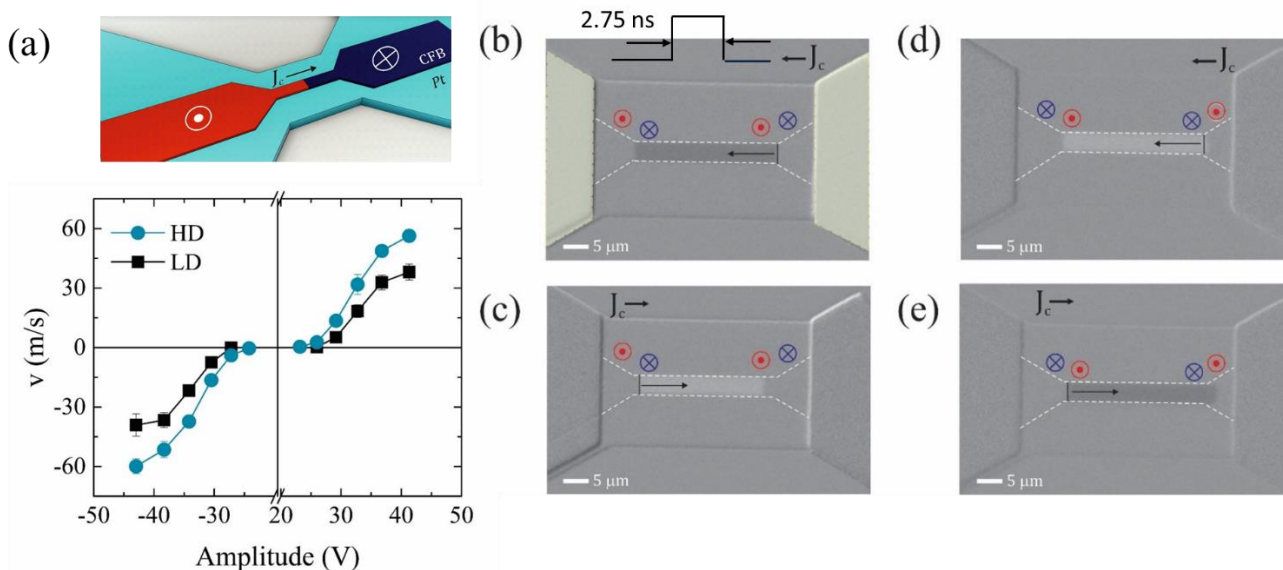 (a)
J_c
CFB
Pt
HD
LD
v (m/s)
60
30
0
-30
-60
-50
-40
-30
20
30
40
50
Amplitude (V)
2.75 ns
(b)
J_c
5 μm
(c)
J_c
5 μm
(d)
J_c
5 μm
(e)
J_c
5 μm